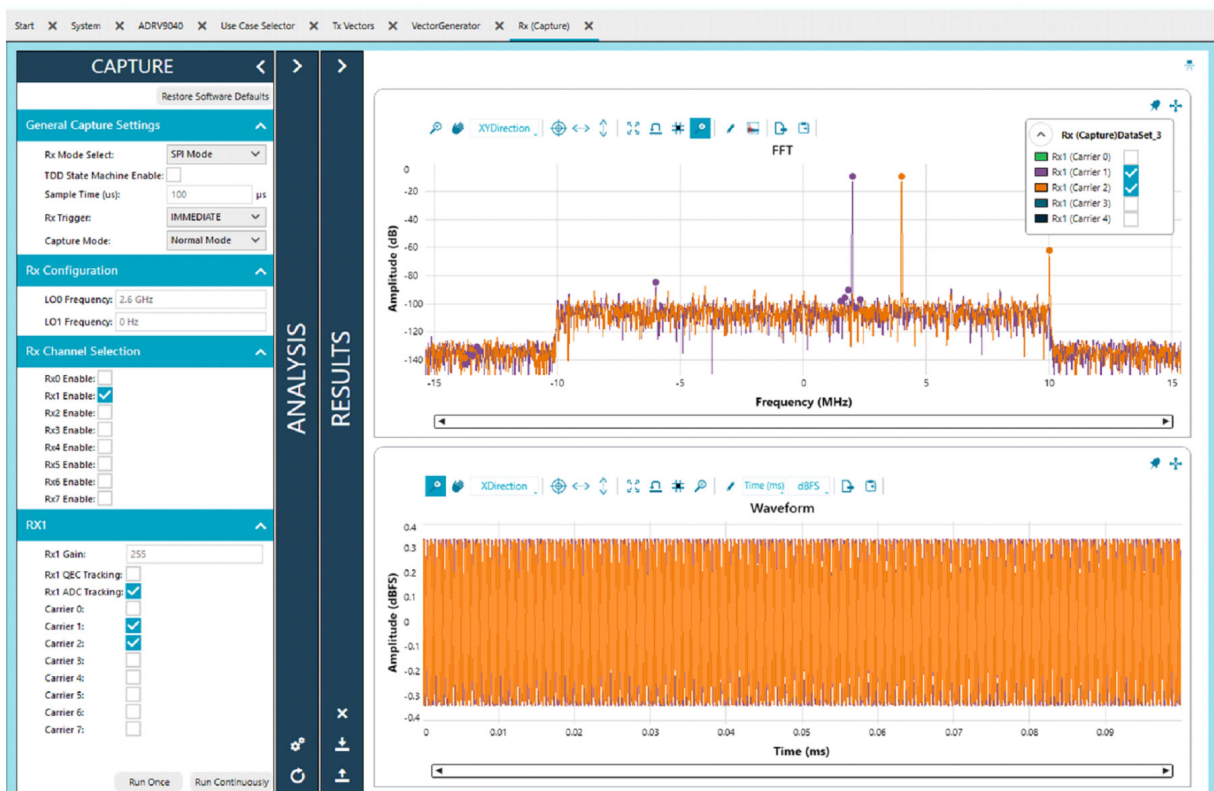 Start System ADRV9040 Use Case Selector Tx Vectors VectorGenerator Rx (Capture)
CAPTURE
Restore Software Defaults
General Capture Settings
Rx Mode Select: SPI Mode
TDD State Machine Enable:
Sample Time (us): 100 µs
Rx Trigger: IMMEDIATE
Capture Mode: Normal Mode
Rx Configuration
LO0 Frequency: 2.6 GHz
LO1 Frequency: 0 Hz
Rx Channel Selection
Rx0 Enable:
Rx1 Enable:
Rx2 Enable:
Rx3 Enable:
Rx4 Enable:
Rx5 Enable:
Rx6 Enable:
Rx7 Enable:
RX1
Rx1 Gain: 255
Rx1 QEC Tracking:
Rx1 ADC Tracking:
Carrier 0:
Carrier 1:
Carrier 2:
Carrier 3:
Carrier 4:
Carrier 5:
Carrier 6:
Carrier 7:
Run Once Run Continuously
ANALYSIS
RESULTS
XYDirection
FFT
Rx (Capture)DataSet_3
Rx1 (Carrier 0)
Rx1 (Carrier 1)
Rx1 (Carrier 2)
Rx1 (Carrier 3)
Rx1 (Carrier 4)
Amplitude (dB)
0
-20
-40
-60
-80
-100
-120
-140
-15 -10 -5 0 5 10 15
Frequency (MHz)
XDirection Time (ms) dBFS
Waveform
Amplitude (dBFS)
0.4
0.3
0.2
0.1
0
-0.1
-0.2
-0.3
-0.4
0 0.01 0.02 0.03 0.04 0.05 0.06 0.07 0.08 0.09
Time (ms)